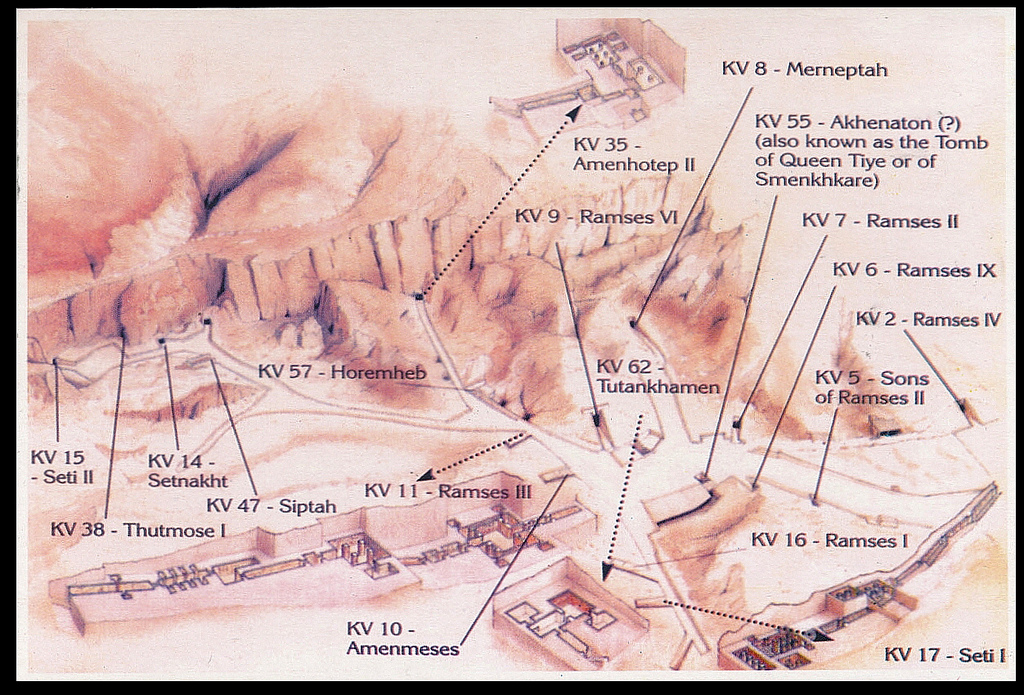 KV 8 - Merneptah
KV 55 - Akhenaton (?)
(also known as the Tomb
of Queen Tiye or of
Smenkhkare)
KV 35 -
Amenhotep II
KV 9 - Ramses VI
KV 7 - Ramses II
KV 6 - Ramses IX
KV 2 - Ramses IV
KV 57 - Horemheb
KV 62 -
Tutankhamen
KV 5 - Sons
of Ramses II
KV 15
- Seti II
KV 14 -
Setnakht
KV 47 - Siptah
KV 11 - Ramses III
KV 38 - Thutmose I
KV 16 - Ramses I
KV 10 -
Amenmeses
KV 17 - Seti I